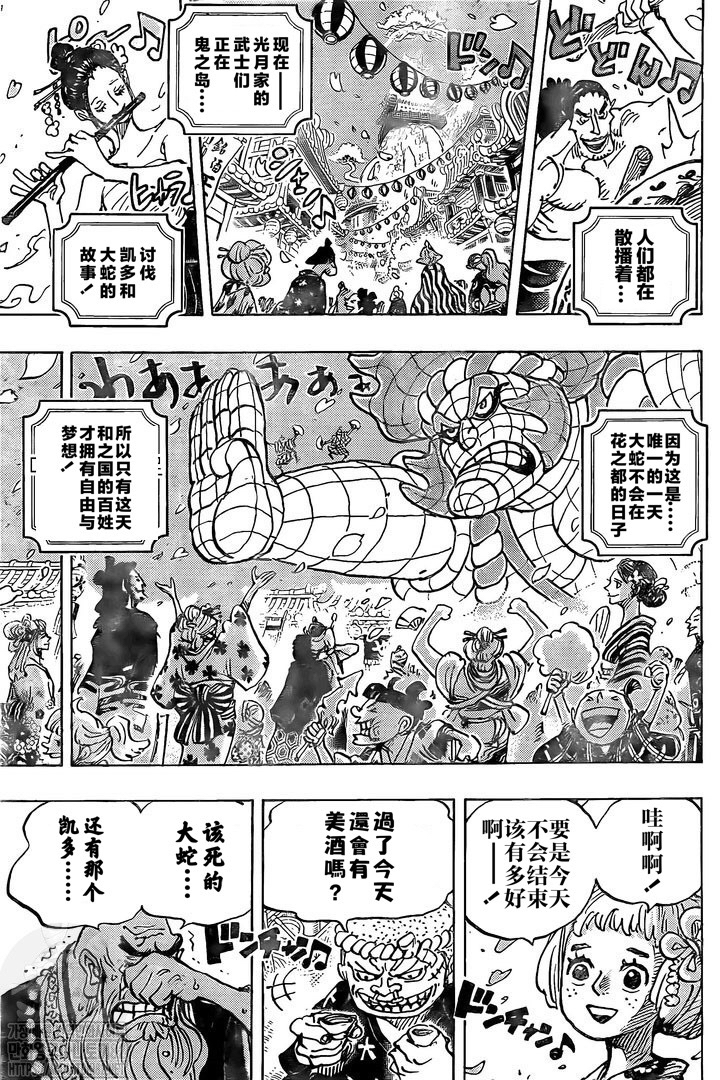 ドンチャン♪
人们都在
散播着…
现在——
光月家的
武士们
正在
鬼之岛……
讨伐
凯多和
大蛇的
故事！
わああああああ
因为这是……
唯一的一天
大蛇不会在
花之都的日子
所以只有这天
和之国的百姓
才拥有自由与
梦想！
哇啊啊！
要是今天
不会结束
该有多好
啊——！
ドンチャン♪
過了今天
還會有
美酒嗎？
该死的
大蛇……
还有那个
凯多……
ドンチャン♪